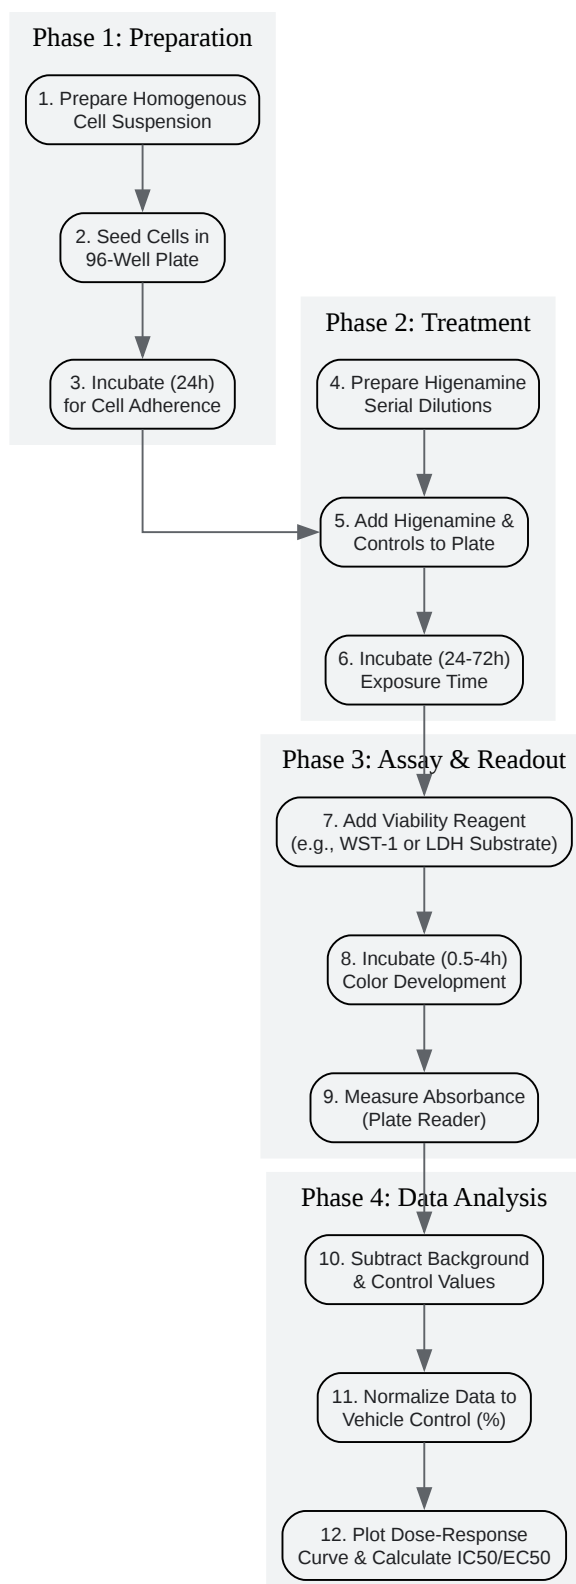 Phase 1: Preparation
1. Prepare Homogenous
Cell Suspension
2. Seed Cells in
96-Well Plate
3. Incubate (24h)
for Cell Adherence
Phase 2: Treatment
4. Prepare Higenamine
Serial Dilutions
5. Add Higenamine &
Controls to Plate
6. Incubate (24-72h)
Exposure Time
Phase 3: Assay & Readout
7. Add Viability Reagent
(e.g., WST-1 or LDH Substrate)
8. Incubate (0.5-4h)
Color Development
9. Measure Absorbance
(Plate Reader)
Phase 4: Data Analysis
10. Subtract Background
& Control Values
11. Normalize Data to
Vehicle Control (%)
12. Plot Dose-Response
Curve & Calculate IC50/EC50